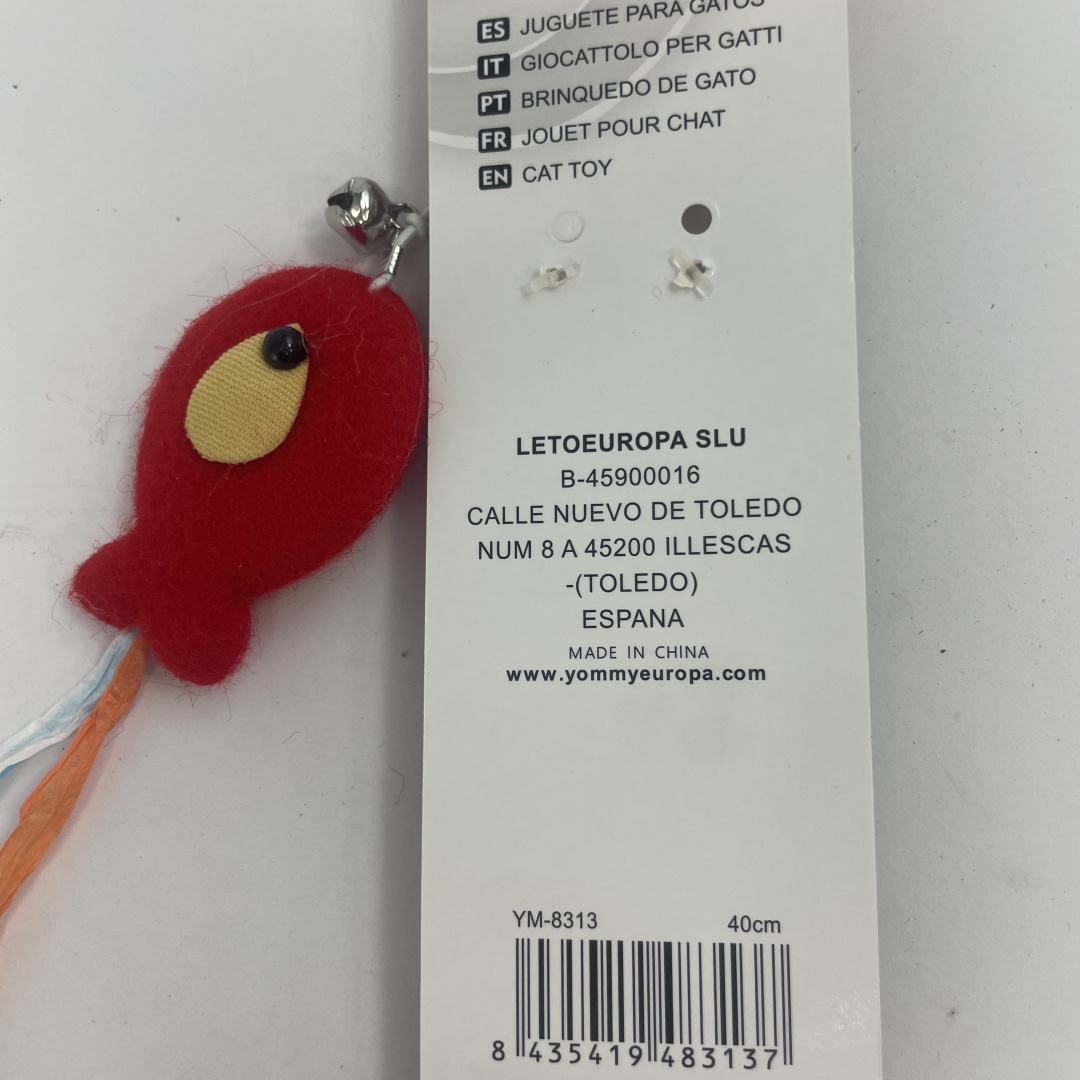 ES JUGUETE PARA GATOS
IT GIOCATTOLO PER GATTI
PT BRINQUEDO DE GATO
FR JOUET POUR CHAT
EN CAT TOY
LETOEUROPA SLU
B-45900016
CALLE NUEVO DE TOLEDO
NUM 8 A 45200 ILLESCAS
-(TOLEDO)
ESPANA
MADE IN CHINA
www.yommyeuropa.com
YM-8313 40cm
8 435419 483137